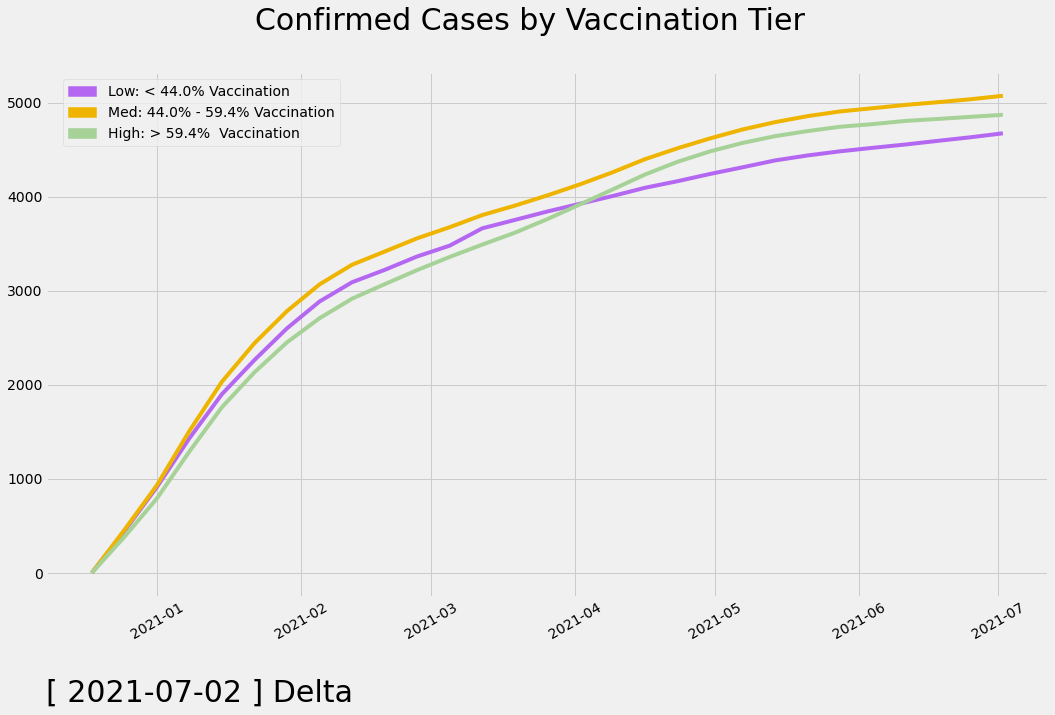 Confirmed Cases by Vaccination Tier
Low: < 44.0% Vaccination
Med: 44.0% - 59.4% Vaccination
High: > 59.4%  Vaccination
5000
4000
3000
2000
1000
0
2021-01
2021-02
2021-03
2021-04
2021-05
2021-06
2021-07
[ 2021-07-02 ] Delta